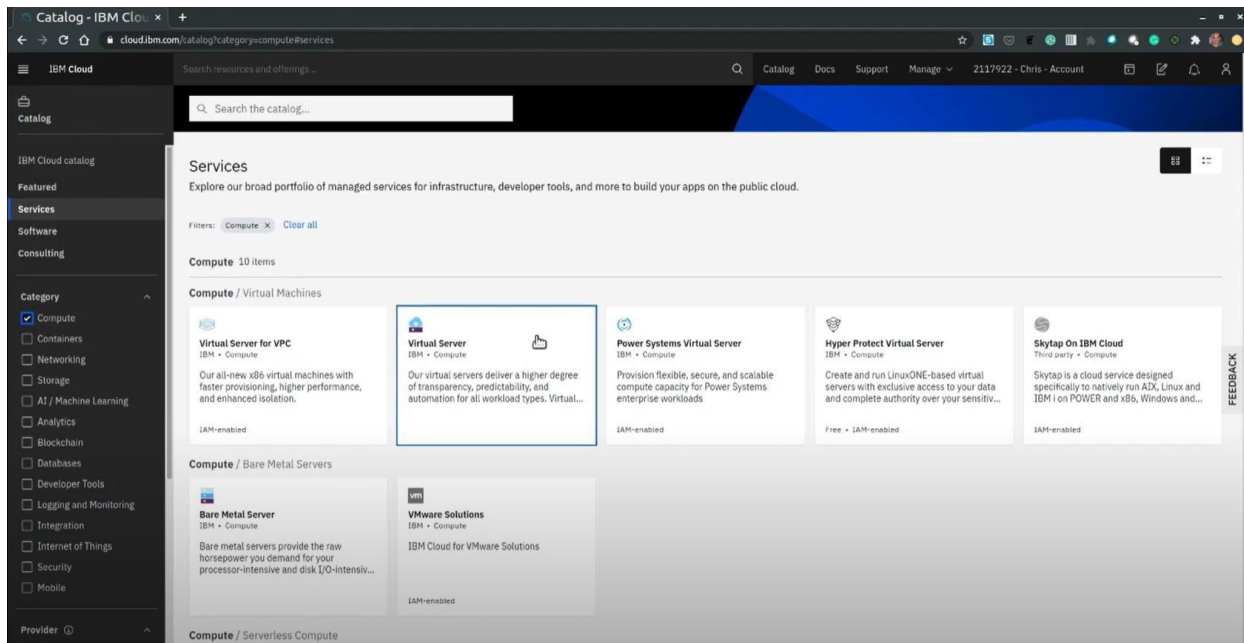 Catalog - IBM Clou
cloud.ibm.com/catalog?category=compute#services
IBM Cloud
Search resources and offerings...
Catalog
Docs
Support
Manage
2117922 - Chris - Account
Catalog
Search the catalog...
IBM Cloud catalog
Featured
Services
Software
Consulting
Category
Compute
Containers
Networking
Storage
AI / Machine Learning
Analytics
Blockchain
Databases
Developer Tools
Logging and Monitoring
Integration
Internet of Things
Security
Mobile
Provider
Services
Explore our broad portfolio of managed services for infrastructure, developer tools, and more to build your apps on the public cloud.
Filters: Compute Clear all
Compute 10 items
Compute / Virtual Machines
Virtual Server for VPC
IBM • Compute
Our all-new x86 virtual machines with
faster provisioning, higher performance,
and enhanced isolation.
IAM-enabled
Virtual Server
IBM • Compute
Our virtual servers deliver a higher degree
of transparency, predictability, and
automation for all workload types. Virtual...
Power Systems Virtual Server
IBM • Compute
Provision flexible, secure, and scalable
compute capacity for Power Systems
enterprise workloads
IAM-enabled
Hyper Protect Virtual Server
IBM • Compute
Create and run LinuxONE-based virtual
servers with exclusive access to your data
and complete authority over your sensitiv...
Free • IAM-enabled
Skytap On IBM Cloud
Third party • Compute
Skytap is a cloud service designed
specifically to natively run AIX, Linux and
IBM i on POWER and x86, Windows and...
IAM-enabled
Compute / Bare Metal Servers
Bare Metal Server
IBM • Compute
Bare metal servers provide the raw
horsepower you demand for your
processor-intensive and disk I/O-intensiv...
vm
VMware Solutions
IBM • Compute
IBM Cloud for VMware Solutions
IAM-enabled
Compute / Serverless Compute
FEEDBACK